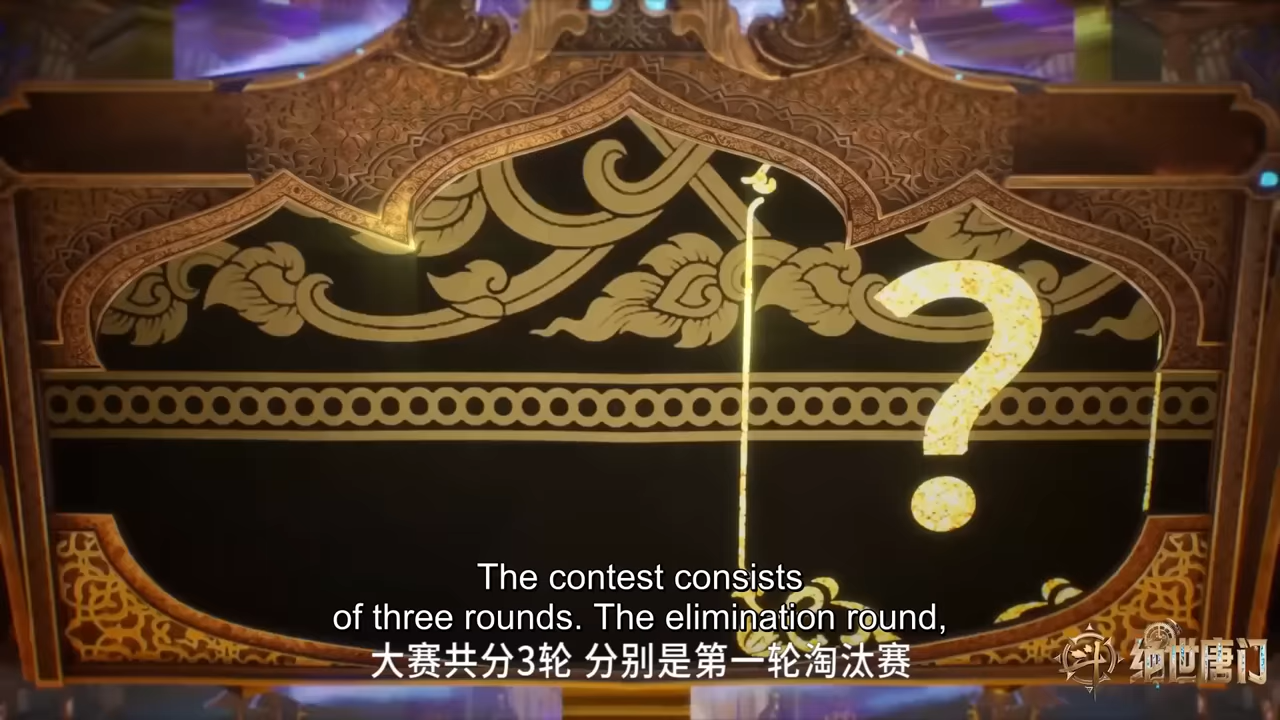 ?
The contest consists
of three rounds. The elimination round,
大赛共分3轮 分别是第一轮淘汰赛
斗 绝世唐门